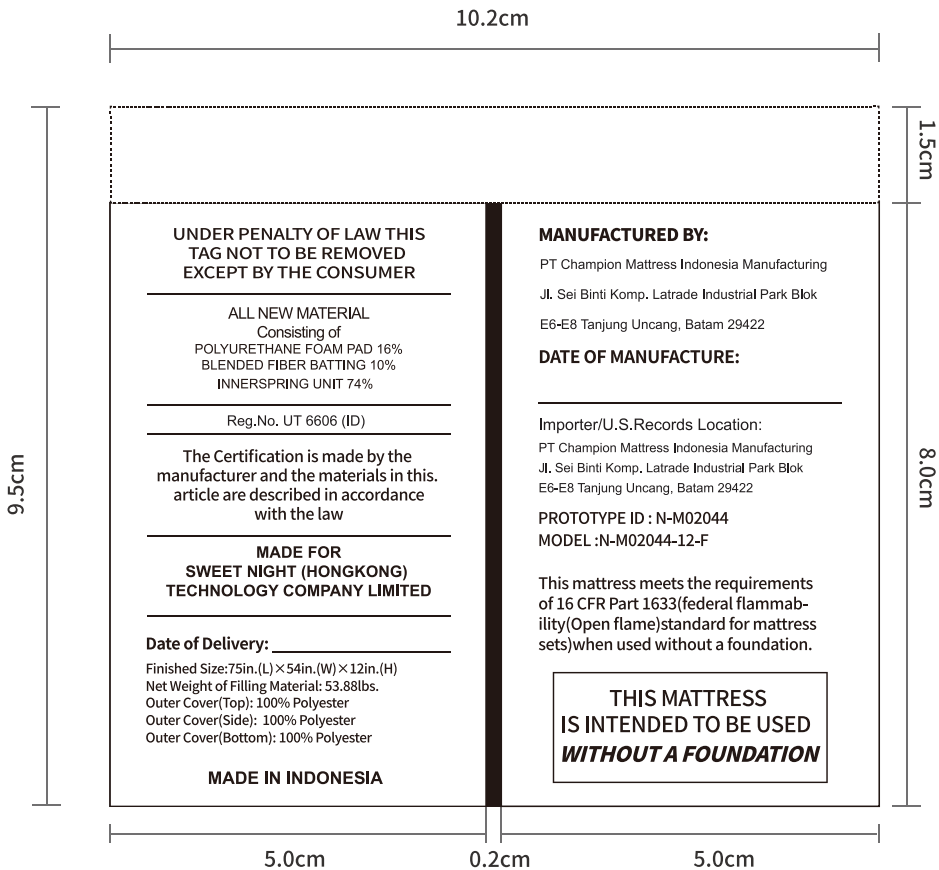 10.2cm
1.5cm
9.5cm
8.0cm
UNDER PENALTY OF LAW THIS
TAG NOT TO BE REMOVED
EXCEPT BY THE CONSUMER
ALL NEW MATERIAL
Consisting of
POLYURETHANE FOAM PAD 16%
BLENDED FIBER BATTING 10%
INNERSPRING UNIT 74%
Reg.No. UT 6606 (ID)
The Certification is made by the
manufacturer and the materials in this.
article are described in accordance
with the law
MADE FOR
SWEET NIGHT (HONGKONG)
TECHNOLOGY COMPANY LIMITED
Date of Delivery:
Finished Size:75in.(L)×54in.(W)×12in.(H)
Net Weight of Filling Material: 53.88lbs.
Outer Cover(Top): 100% Polyester
Outer Cover(Side): 100% Polyester
Outer Cover(Bottom): 100% Polyester
MADE IN INDONESIA
MANUFACTURED BY:
PT Champion Mattress Indonesia Manufacturing
Jl. Sei Binti Komp. Latrade Industrial Park Blok
E6-E8 Tanjung Uncang, Batam 29422
DATE OF MANUFACTURE:
Importer/U.S.Records Location:
PT Champion Mattress Indonesia Manufacturing
Jl. Sei Binti Komp. Latrade Industrial Park Blok
E6-E8 Tanjung Uncang, Batam 29422
PROTOTYPE ID : N-M02044
MODEL :N-M02044-12-F
This mattress meets the requirements
of 16 CFR Part 1633(federal flammab-
ility(Open flame)standard for mattress
sets)when used without a foundation.
THIS MATTRESS
IS INTENDED TO BE USED
WITHOUT A FOUNDATION
5.0cm
0.2cm
5.0cm